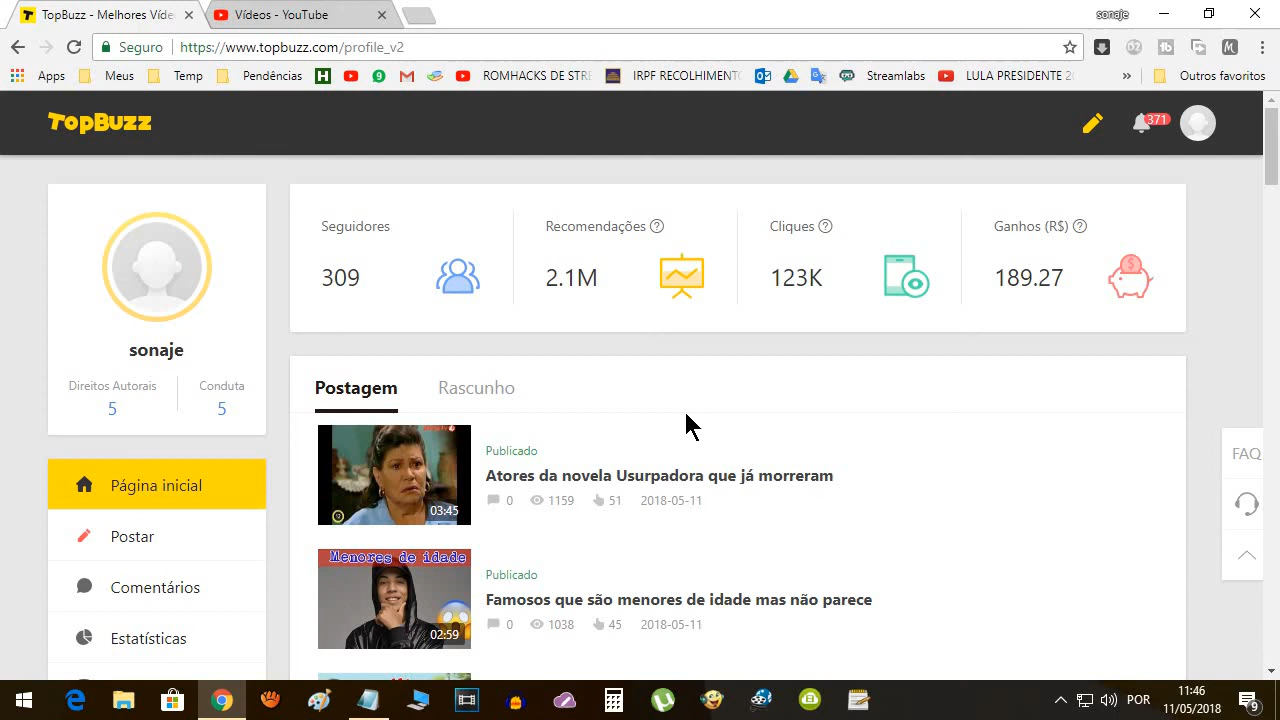 TopBuzz - Melhores Víde
Vídeos - YouTube
sonaje
Seguro
https://www.topbuzz.com/profile_v2
Apps
Meus
Temp
Pendências
ROMHACKS DE STRE
IRPF RECOLHIMENTO
Streamlabs
LULA PRESIDENTE 2
Outros favoritos
TopBuzz
371
Seguidores
Recomendações
Cliques
Ganhos (R$)
309
2.1M
123K
189.27
sonaje
Direitos Autorais
Conduta
5
5
Página inicial
Postar
Comentários
Estatísticas
Postagem
Rascunho
03:45
Publicado
Atores da novela Usurpadora que já morreram
0 1159 51 2018-05-11
Menores de idade
02:59
Publicado
Famosos que são menores de idade mas não parece
0 1038 45 2018-05-11
FAQ
POR
11:46
11/05/2018
9